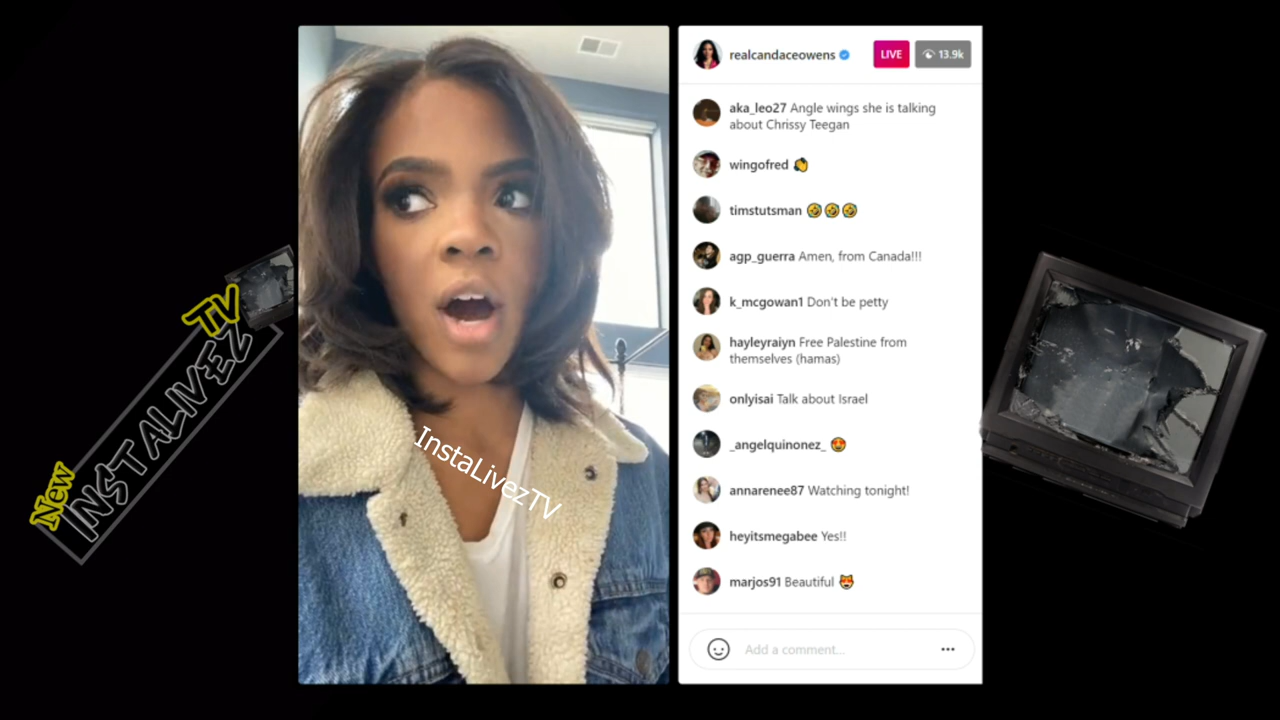 realcandaceowens
LIVE
13.9k
aka_leo27 Angle wings she is talking
about Chrissy Teegan
wingofred
timstutsman
agp_guerra Amen, from Canada!!!
k_mcgowan1 Don't be petty
hayleyraiyn Free Palestine from
themselves (hamas)
onlyisai Talk about Israel
_angelquinonez_
annarenee87 Watching tonight!
heyitsmegabee Yes!!
marjos91 Beautiful
Add a comment...
InstaLivezTV
New
INSTALIVEZ
TV